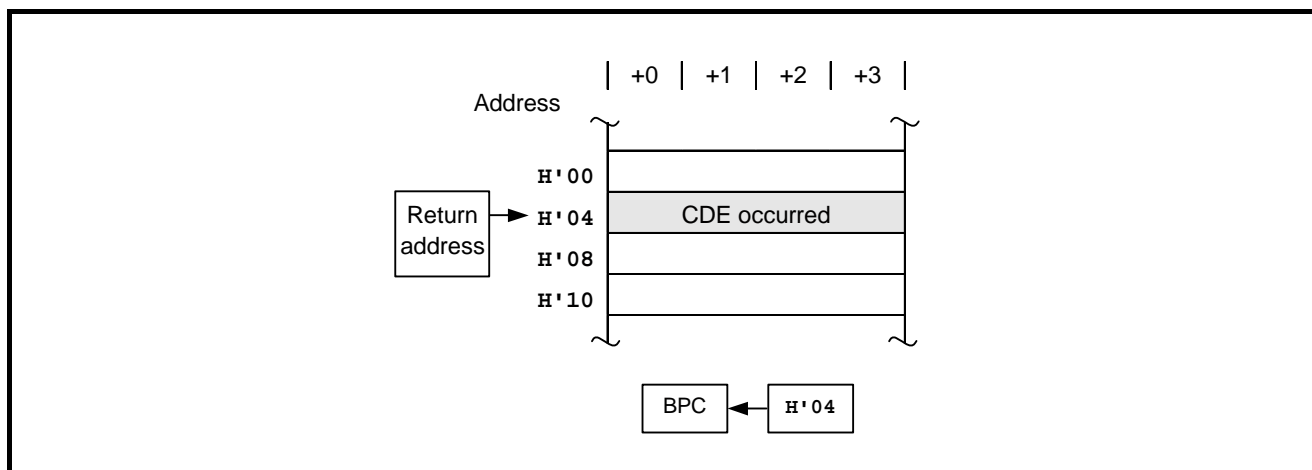 +0 +1 +2 +3
Address
H'00
Return
address
H'04
CDE occurred
H'08
H'10
BPC
H'04